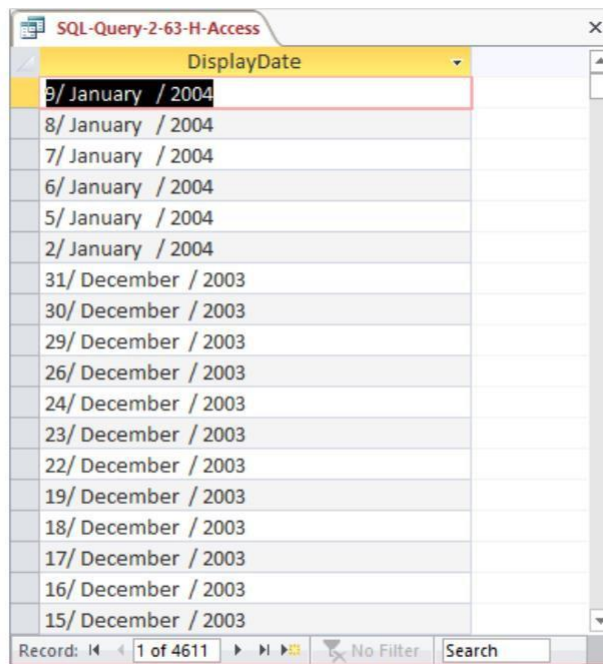 SQL-Query-2-63-H-Access
DisplayDate
9/ January / 2004
8/ January / 2004
7/ January / 2004
6/ January / 2004
5/ January / 2004
2/ January / 2004
31/ December / 2003
30/ December / 2003
29/ December / 2003
26/ December / 2003
24/ December / 2003
23/ December / 2003
22/ December / 2003
19/ December / 2003
18/ December / 2003
17/ December / 2003
16/ December / 2003
15/ December / 2003
Record: 1 of 4611 No Filter Search